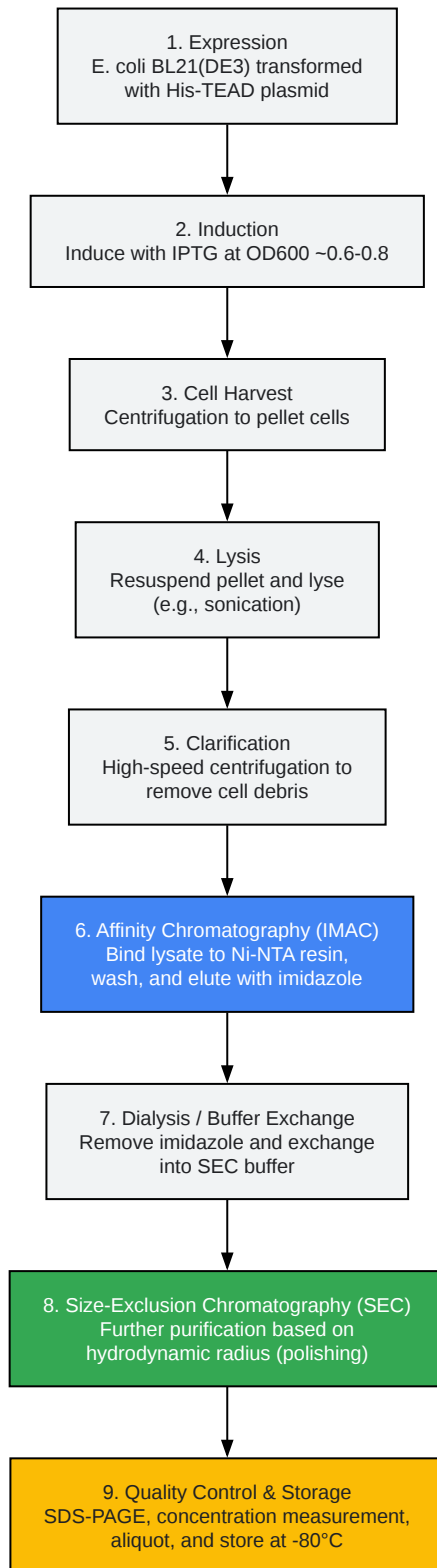 1. Expression
E. coli BL21(DE3) transformed
with His-TEAD plasmid
2. Induction
Induce with IPTG at OD600 ~0.6-0.8
3. Cell Harvest
Centrifugation to pellet cells
4. Lysis
Resuspend pellet and lyse
(e.g., sonication)
5. Clarification
High-speed centrifugation to
remove cell debris
6. Affinity Chromatography (IMAC)
Bind lysate to Ni-NTA resin,
wash, and elute with imidazole
7. Dialysis / Buffer Exchange
Remove imidazole and exchange
into SEC buffer
8. Size-Exclusion Chromatography (SEC)
Further purification based on
hydrodynamic radius (polishing)
9. Quality Control & Storage
SDS-PAGE, concentration measurement,
aliquot, and store at -80°C